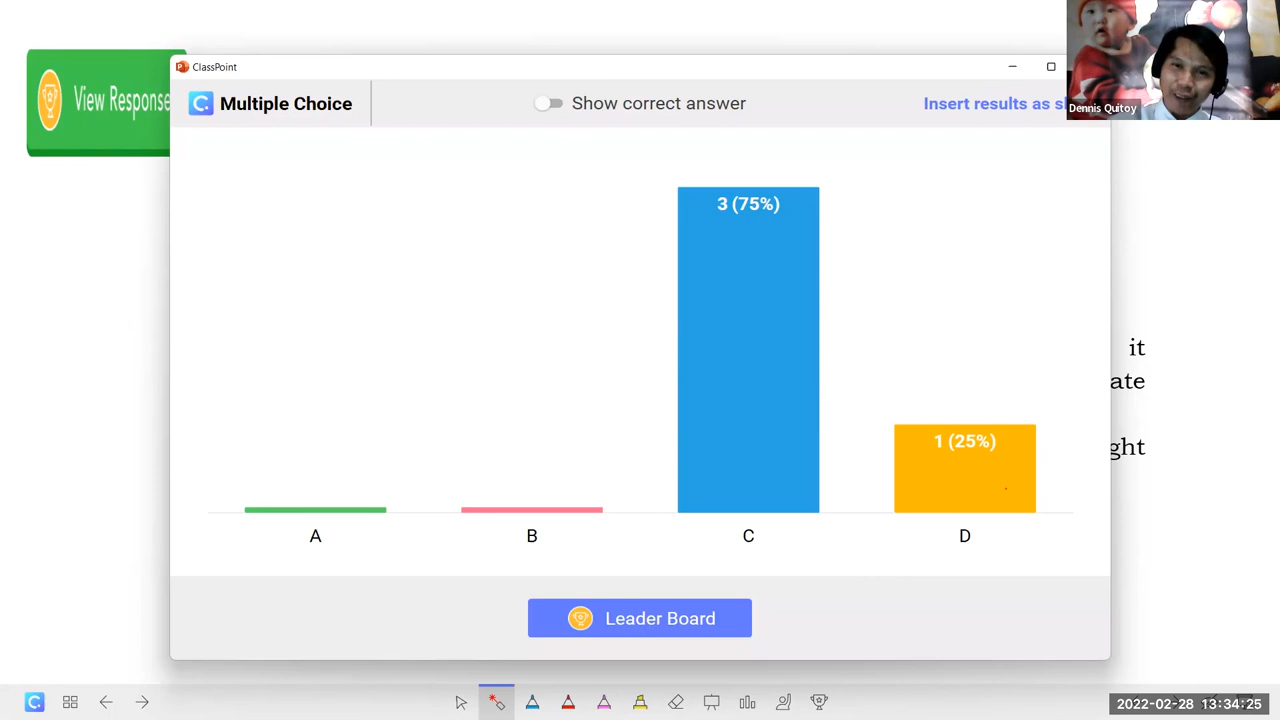 View Response
ClassPoint
Multiple Choice
Show correct answer
Insert results as s
Dennis Quitoy
3 (75%)
1 (25%)
it
ate
ght
A
B
C
D
Leader Board
2022-02-28 13:34:25